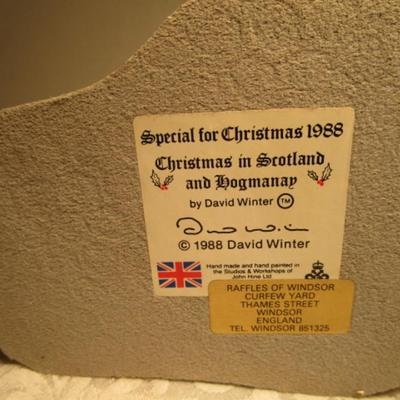 Special for Christmas 1988
Christmas in Scotland
and Hogmanay
by David Winter TM
© 1988 David Winter
Hand made and hand painted in
the Studios & Workshops of
John Hine Ltd
RAFFLES OF WINDSOR
CURFEW YARD
THAMES STREET
WINDSOR
ENGLAND
TEL. WINDSOR 851325